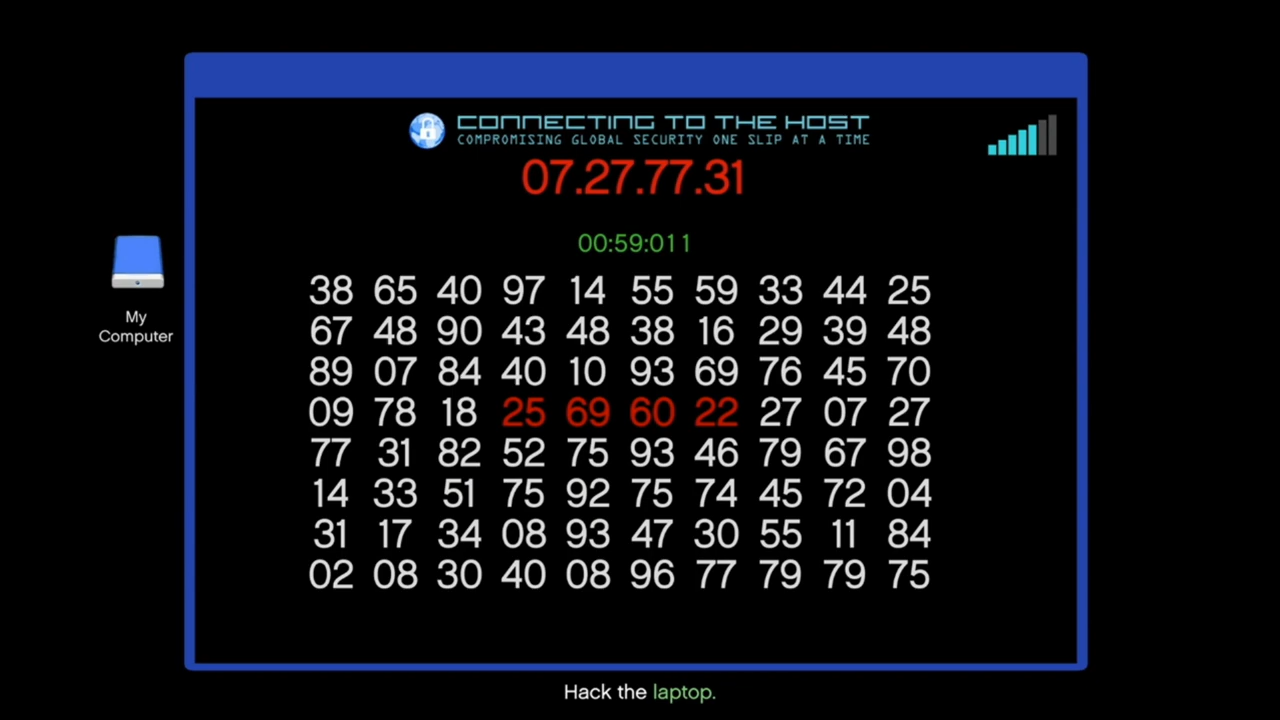 CONNECTING TO THE HOST
COMPROMISING GLOBAL SECURITY ONE SLIP AT A TIME
07.27.77.31
00:59:011
38 65 40 97 14 55 59 33 44 25
67 48 90 43 48 38 16 29 39 48
89 07 84 40 10 93 69 76 45 70
09 78 18 25 69 60 22 27 07 27
77 31 82 52 75 93 46 79 67 98
14 33 51 75 92 75 74 45 72 04
31 17 34 08 93 47 30 55 11 84
02 08 30 40 08 96 77 79 79 75
My
Computer
Hack the laptop.